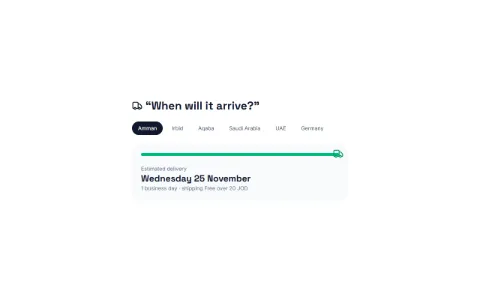 “When will it arrive?”
Amman Irbid Aqaba Saudi Arabia UAE Germany
Estimated delivery
Wednesday 25 November
1 business day · shipping Free over 20 JOD